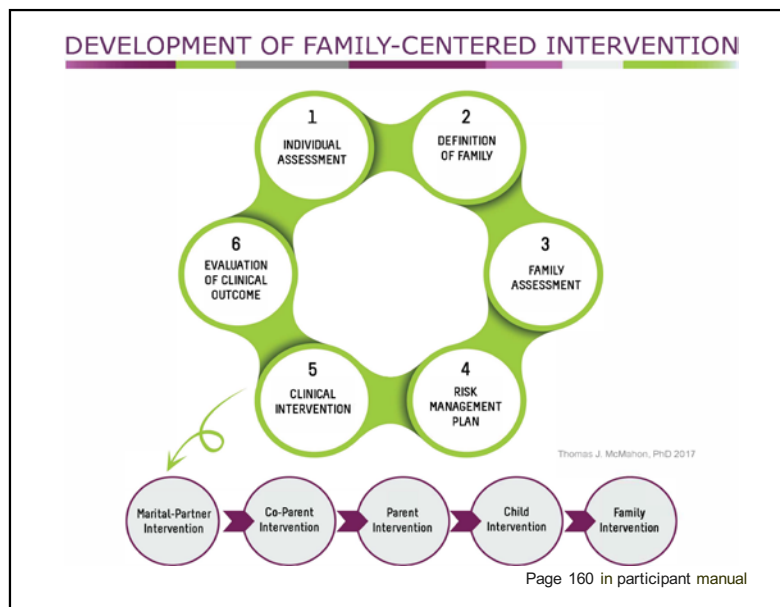 DEVELOPMENT OF FAMILY-CENTERED INTERVENTION
1
INDIVIDUAL
ASSESSMENT
2
DEFINITION
OF FAMILY
3
FAMILY
ASSESSMENT
4
RISK
MANAGEMENT
PLAN
5
CLINICAL
INTERVENTION
6
EVALUATION
OF CLINICAL
OUTCOME
Thomas J. McMahon, PhD 2017
Marital-Partner
Intervention
Co-Parent
Intervention
Parent
Intervention
Child
Intervention
Family
Intervention
Page 160 in participant manual